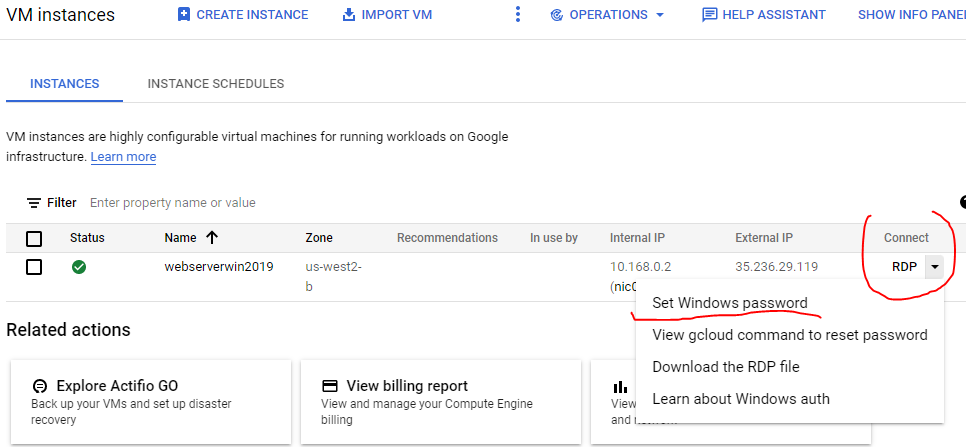 VM instances
CREATE INSTANCE
IMPORT VM
OPERATIONS
HELP ASSISTANT
SHOW INFO PANEL
INSTANCES
INSTANCE SCHEDULES
VM instances are highly configurable virtual machines for running workloads on Google
infrastructure. Learn more
Filter Enter property name or value
Status Name Zone Recommendations In use by Internal IP External IP Connect
webserverwin2019 us-west2- 10.168.0.2 35.236.29.119 RDP
b (nic0
Set Windows password
View gcloud command to reset password
Download the RDP file
Learn about Windows auth
Related actions
Explore Actifio GO
Back up your VMs and set up disaster
recovery
View billing report
View and manage your Compute Engine
billing
View
and network